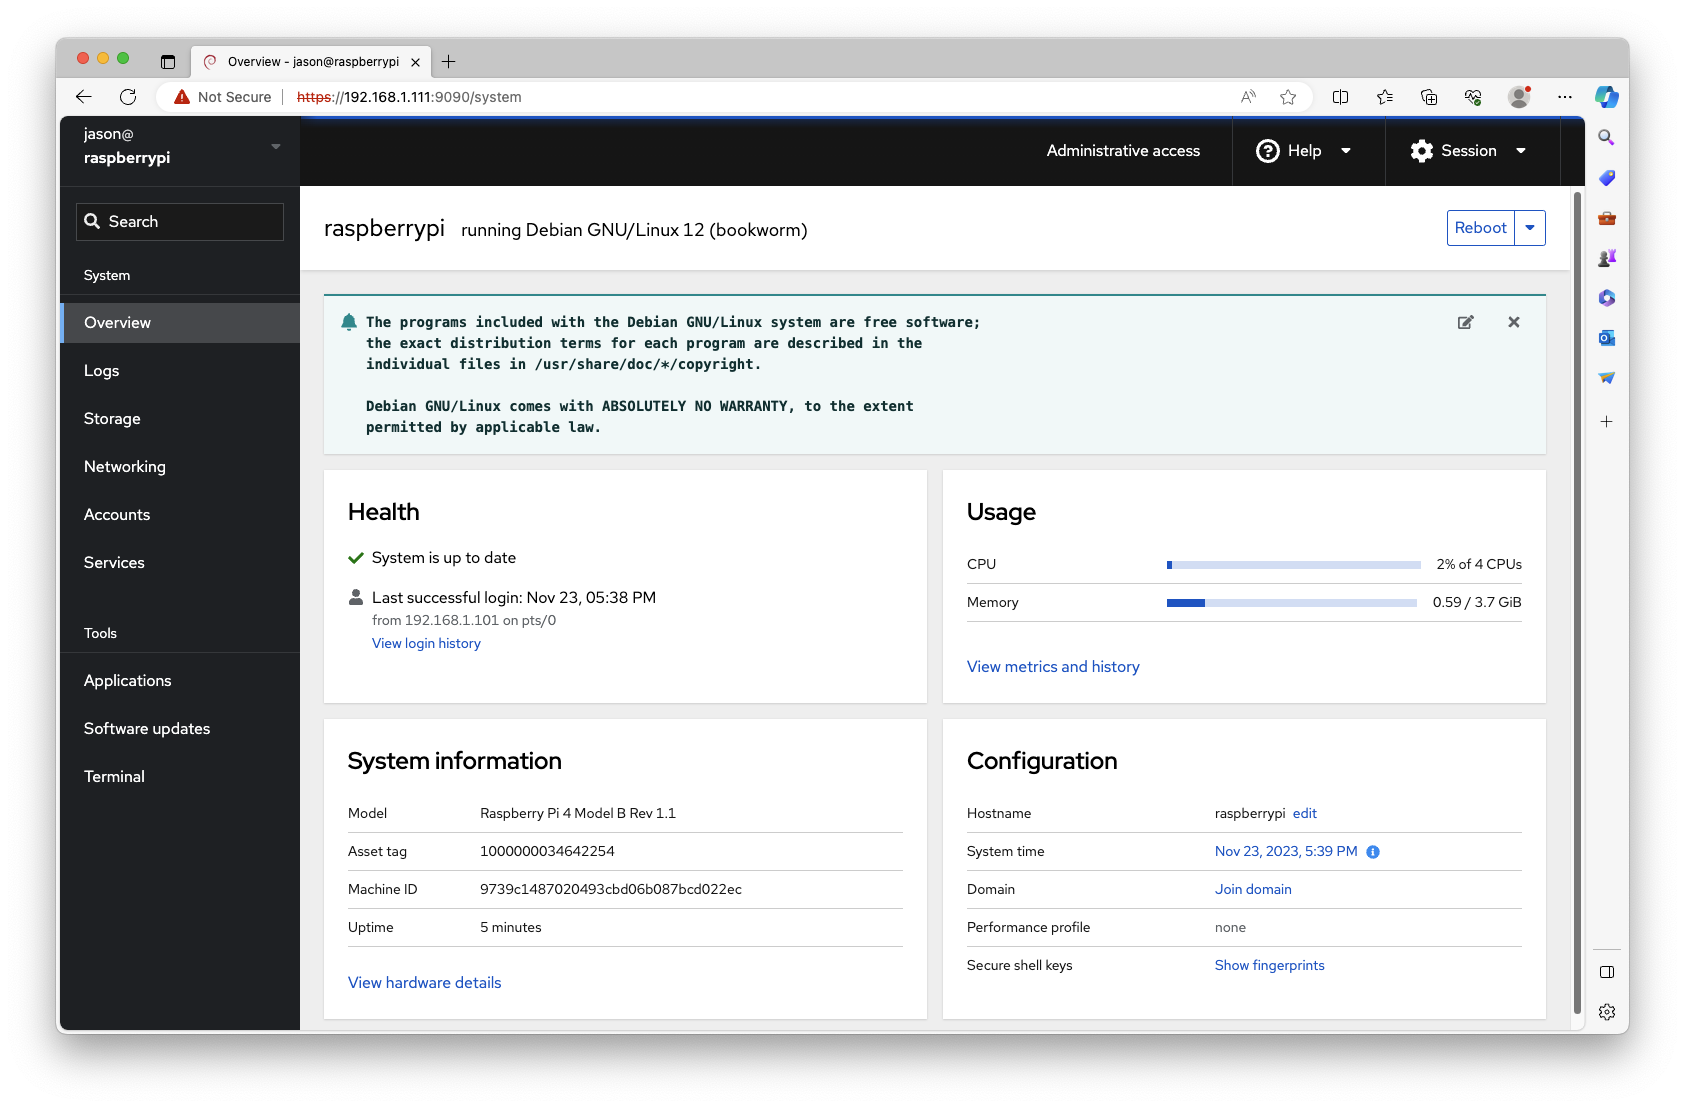 Overview - jason@raspberrypi
Not Secure
https://192.168.1.111:9090/system
jason@
raspberrypi
Administrative access
Help
Session
Search
System
Overview
Logs
Storage
Networking
Accounts
Services
Tools
Applications
Software updates
Terminal
raspberrypi running Debian GNU/Linux 12 (bookworm)
Reboot
The programs included with the Debian GNU/Linux system are free software;
the exact distribution terms for each program are described in the
individual files in /usr/share/doc/*/copyright.
Debian GNU/Linux comes with ABSOLUTELY NO WARRANTY, to the extent
permitted by applicable law.
Health
System is up to date
Last successful login: Nov 23, 05:38 PM
from 192.168.1.101 on pts/0
View login history
Usage
CPU 2% of 4 CPUs
Memory 0.59 / 3.7 GiB
View metrics and history
System information
Model Raspberry Pi 4 Model B Rev 1.1
Asset tag 1000000034642254
Machine ID 9739c1487020493cbd06b087bcd022ec
Uptime 5 minutes
View hardware details
Configuration
Hostname raspberrypi edit
System time Nov 23, 2023, 5:39 PM
Domain Join domain
Performance profile none
Secure shell keys Show fingerprints